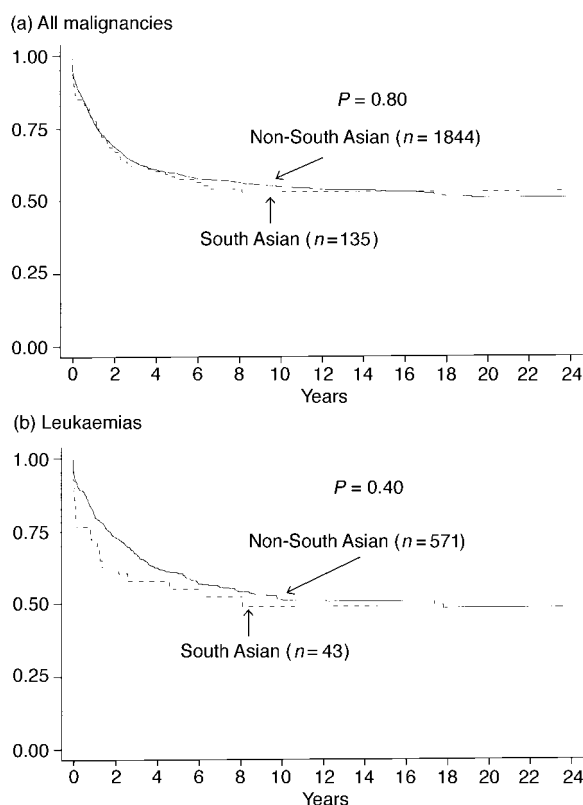 (a) All malignancies
1.00
0.75
0.50
0.25
0.00
P = 0.80
Non-South Asian (n = 1844)
South Asian (n = 135)
0 2 4 6 8 10 12 14 16 18 20 22 24
Years
(b) Leukaemias
1.00
0.75
0.50
0.25
0.00
P = 0.40
Non-South Asian (n = 571)
South Asian (n = 43)
0 2 4 6 8 10 12 14 16 18 20 22 24
Years